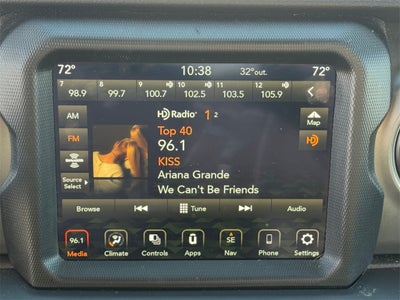 72° 10:38 32°out. 72°
7 8 9 10 11 12
98.9 99.7 100.7 102.5 103.5 105.9
AM
FM
Source
Select
HD Radio 1 2
Top 40
96.1
KISS
Ariana Grande
We Can't Be Friends
Map
HD
Browse Tune Audio
96.1 SE
Media Climate Controls Apps Nav Phone Settings